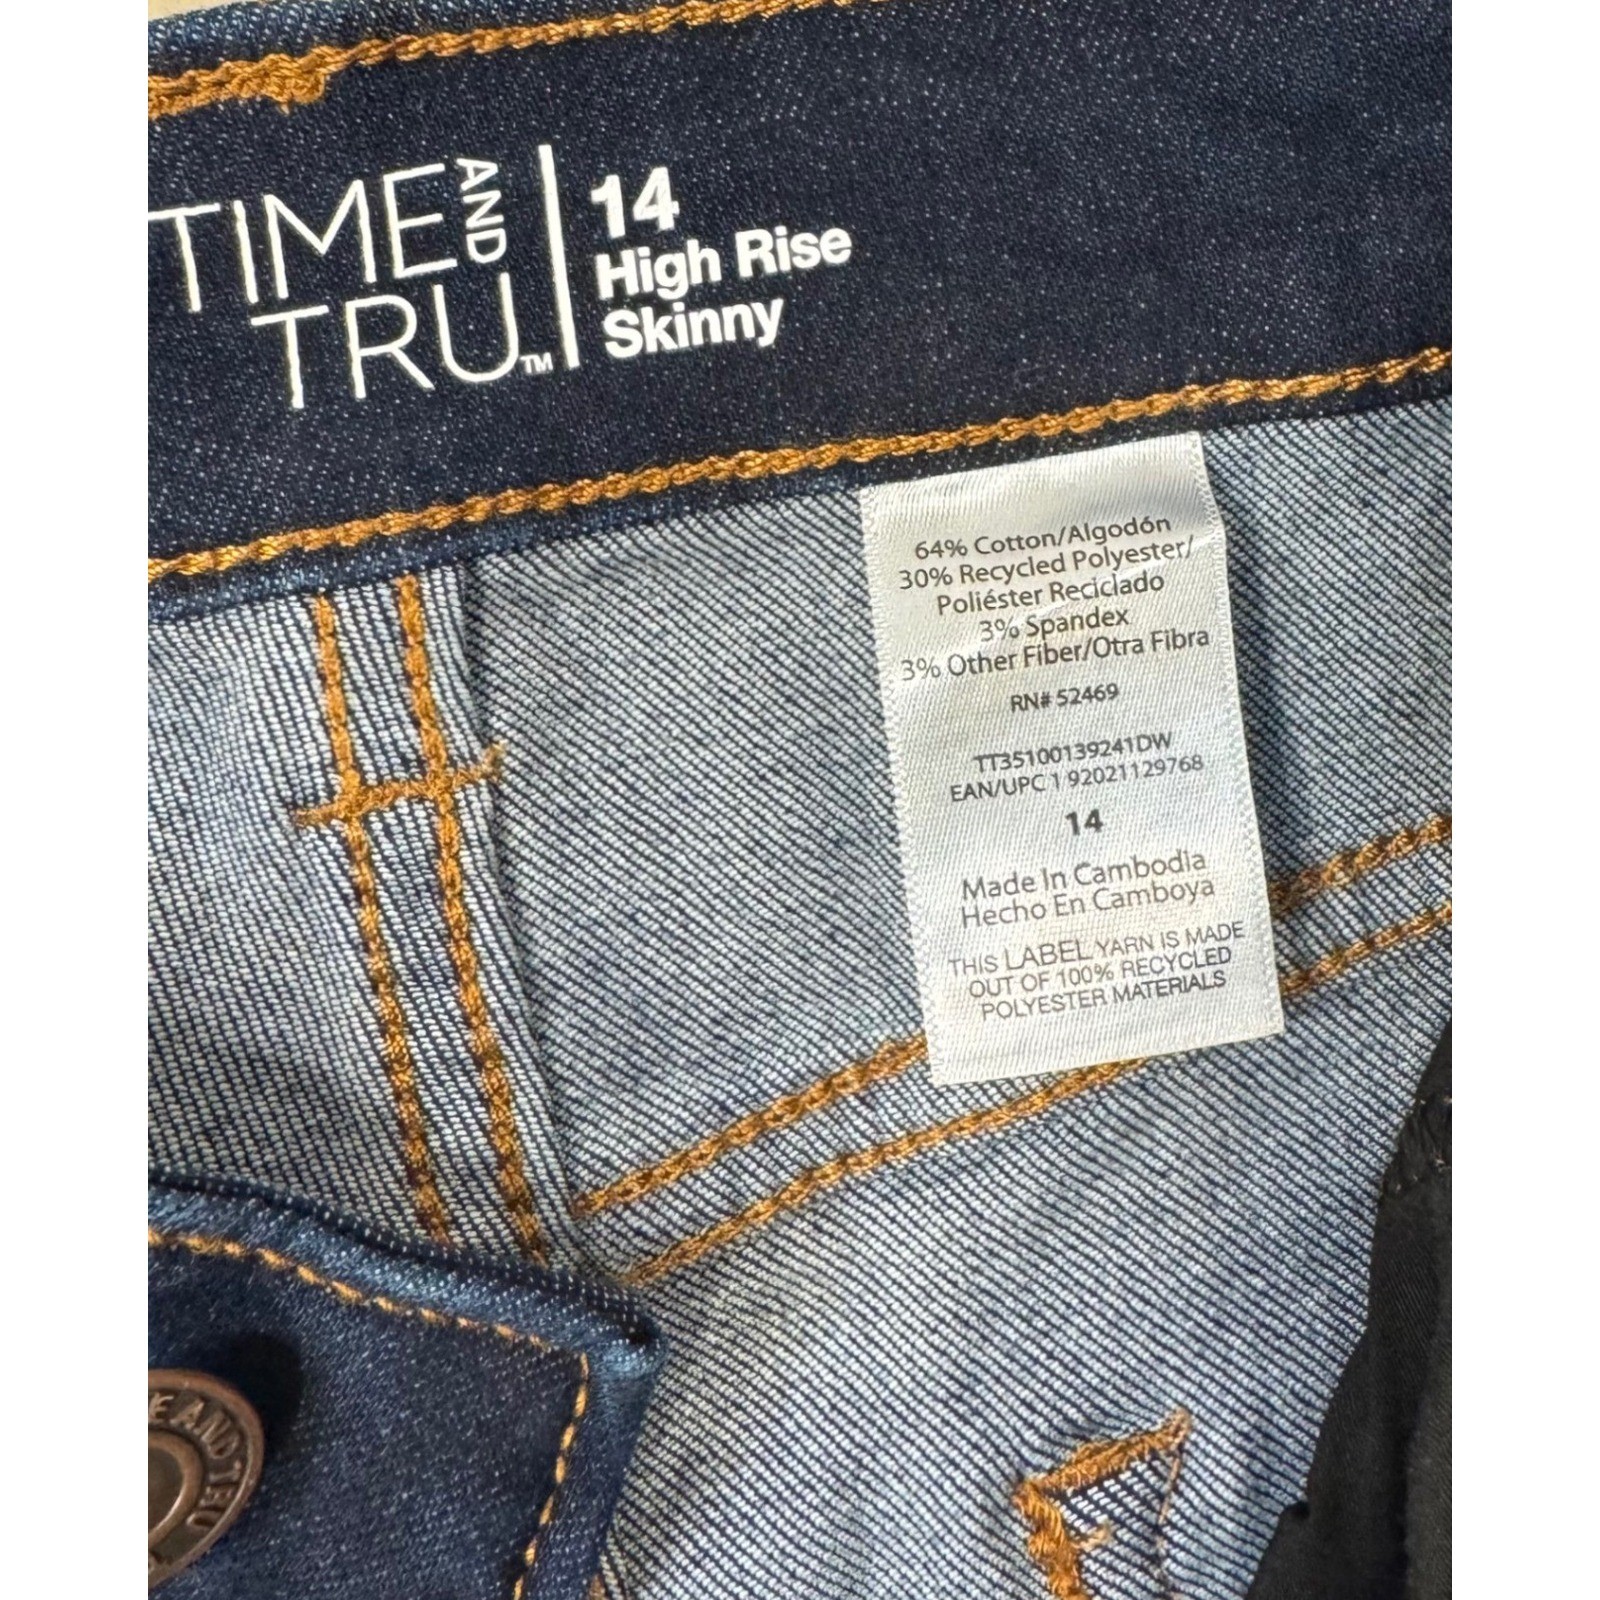 TIME AND
TRU™
14
High Rise
Skinny
64% Cotton/Algodón
30% Recycled Polyester/
Poliéster Reciclado
3% Spandex
3% Other Fiber/Otra Fibra
RN# 52469
TT35100139241DW
EAN/UPC 1 92021129768
14
Made In Cambodia
Hecho En Camboya
THIS LABEL YARN IS MADE
OUT OF 100% RECYCLED
POLYESTER MATERIALS
E AND TRU